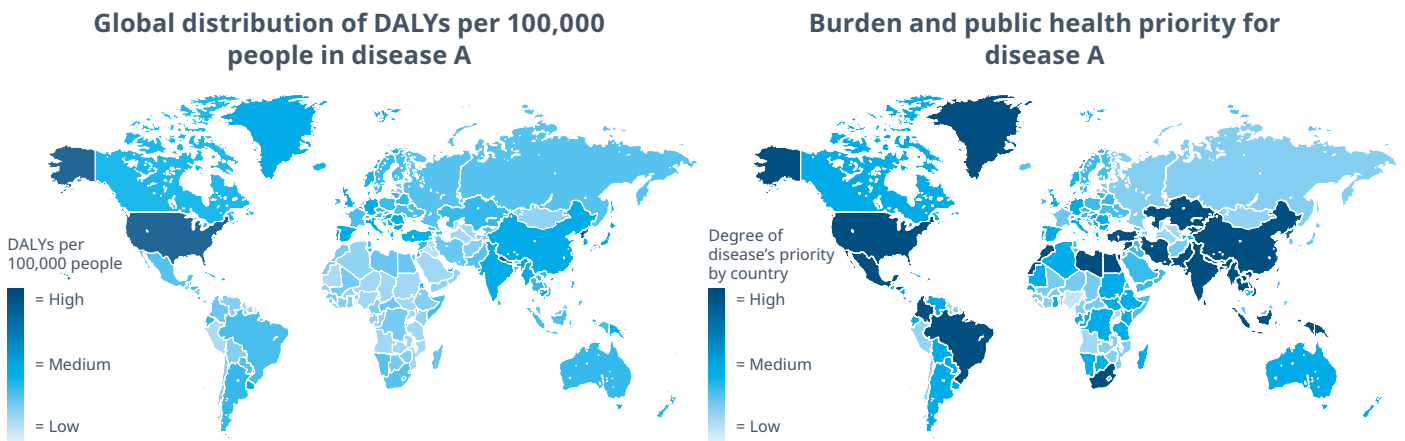 Global distribution of DALYs per 100,000
people in disease A
DALYs per
100,000 people
= High
= Medium
= Low
Burden and public health priority for
disease A
Degree of
disease's priority
by country
= High
= Medium
= Low